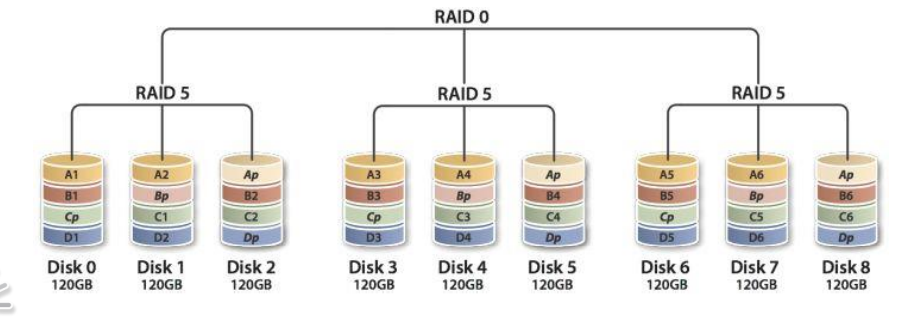 RAID 0
RAID 5 RAID 5 RAID 5
A1 A2 Ap A3 A4 Ap A5 A6 Ap
B1 Bp B2 B3 Bp B4 B5 Bp B6
Cp C1 C2 Cp C3 C4 Cp C5 C6
D1 D2 Dp D3 D4 Dp D5 D6 Dp
Disk 0 Disk 1 Disk 2 Disk 3 Disk 4 Disk 5 Disk 6 Disk 7 Disk 8
120GB 120GB 120GB 120GB 120GB 120GB 120GB 120GB 120GB